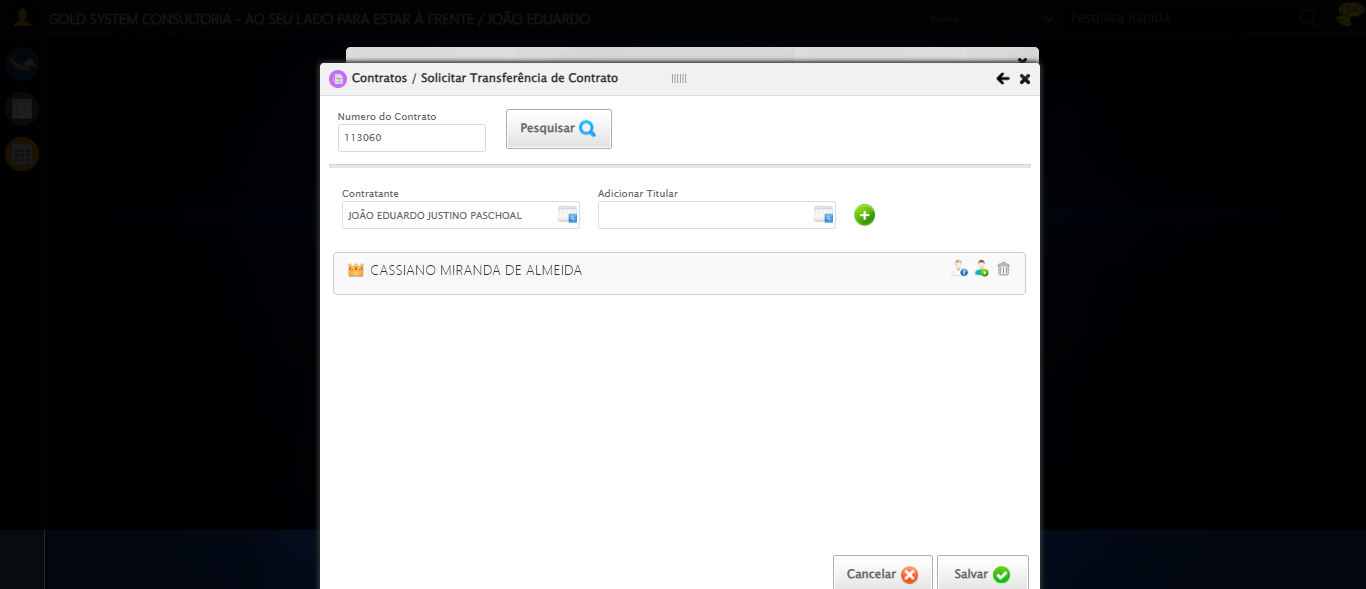 GOLD SYSTEM CONSULTORIA - AO SEU LADO PARA ESTAR À FRENTE / JOÃO EDUARDO
Nome
Pesquisa Rapida
Contratos / Solicitar Transferência de Contrato
Numero do Contrato
113060
Pesquisar
Contratante
Adicionar Titular
JOÃO EDUARDO JUSTINO PASCHOAL
CASSIANO MIRANDA DE ALMEIDA
Cancelar
Salvar